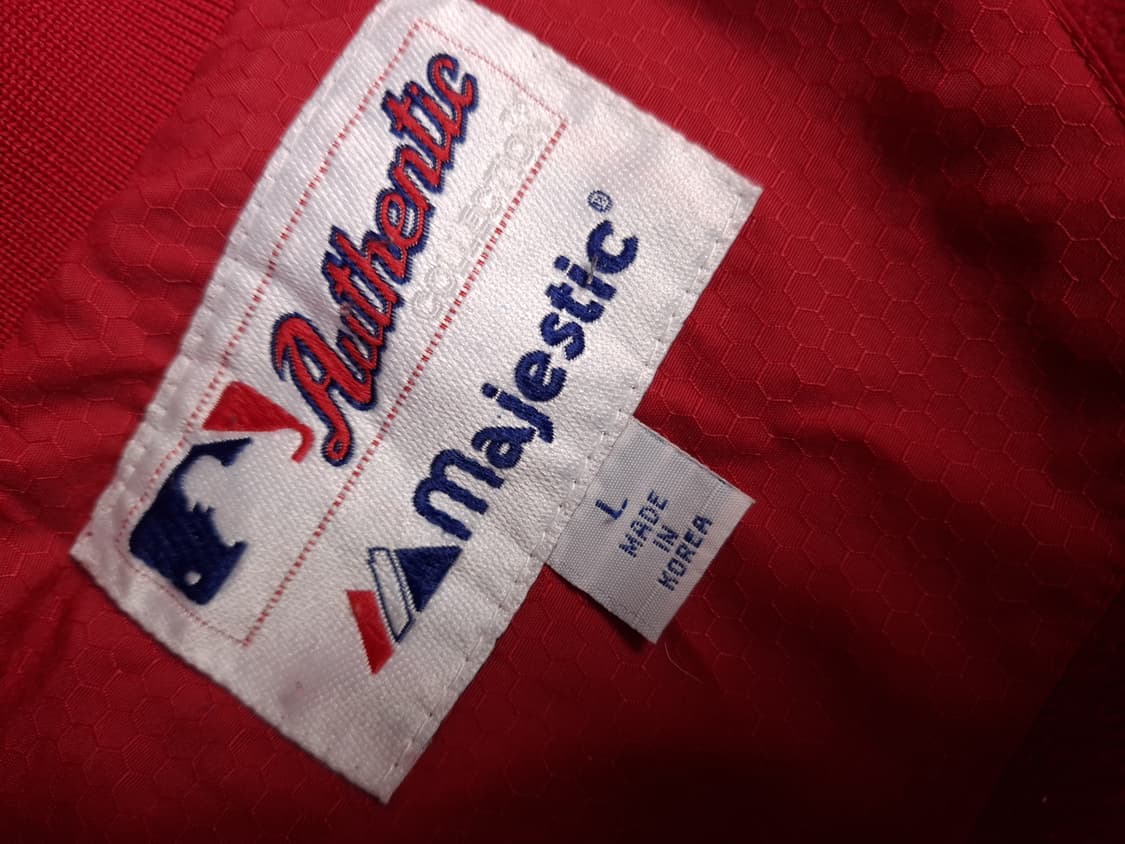 Authentic
COLLECTION
majestic®
L
MADE
IN
KOREA